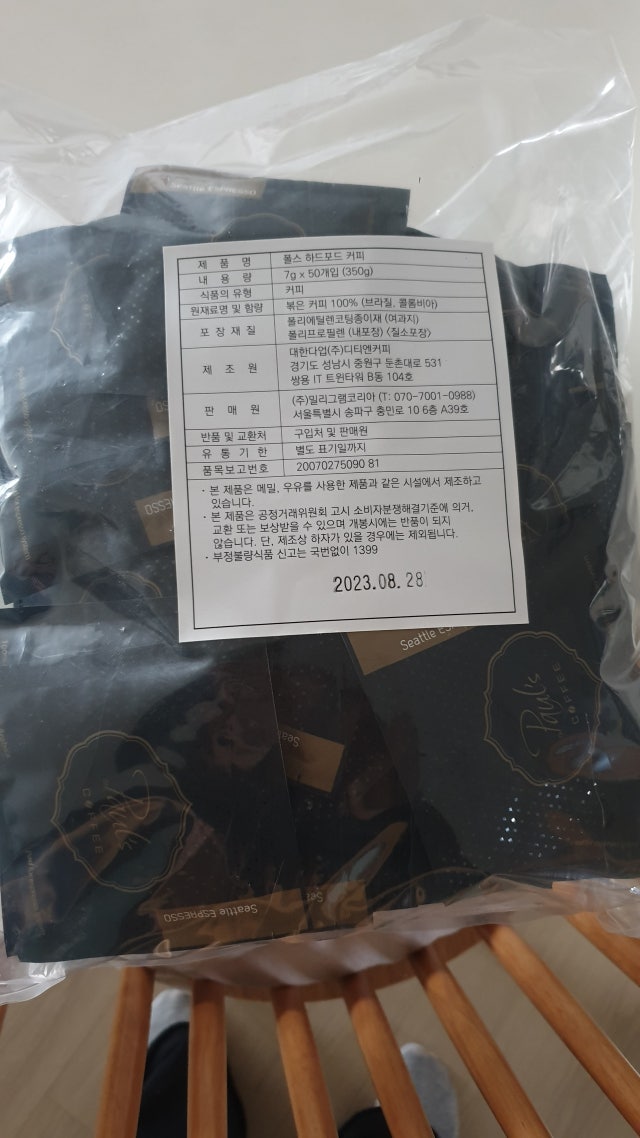 Seattle ESPRESSO
제 품 명 폴스 하드포드 커피
내 용 량 7g x 50개입 (350g)
식품의 유형 커피
원재료명 및 함량 볶은 커피 100% (브라질, 콜롬비아)
포 장 재 질 폴리에틸렌코팅종이재 (여과지)
폴리프로필렌 (내포장) <질소포장>
제 조 원 대한다업(주)디티엔커피
경기도 성남시 중원구 둔촌대로 531
쌍용 IT 트윈타워 B동 104호
판 매 원 (주)밀리그램코리아 (T: 070-7001-0988)
서울특별시 송파구 충민로 10 6층 A39호
반품 및 교환처 구입처 및 판매원
유 통 기 한 별도 표기일까지
품목보고번호 20070275090 81
· 본 제품은 메밀, 우유를 사용한 제품과 같은 시설에서 제조하고
있습니다.
· 본 제품은 공정거래위원회 고시 소비자분쟁해결기준에 의거,
교환 또는 보상받을 수 있으며 개봉시에는 반품이 되지
않습니다. 단, 제조상 하자가 있을 경우에는 제외됩니다.
· 부정불량식품 신고는 국번없이 1399
2023.08.28
ESPRESSO
Seattle ES
Paul's
COFFEE
Seat
Paul's
COFFEE
Seattle ESPRESSO
Sea